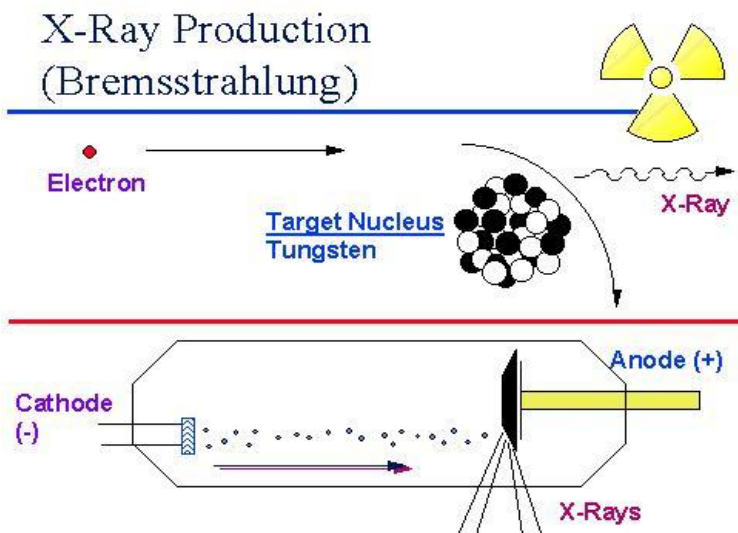 X-Ray Production
(Bremsstrahlung)
Electron
X-Ray
Target Nucleus
Tungsten
Anode (+)
Cathode
(-)
X-Rays